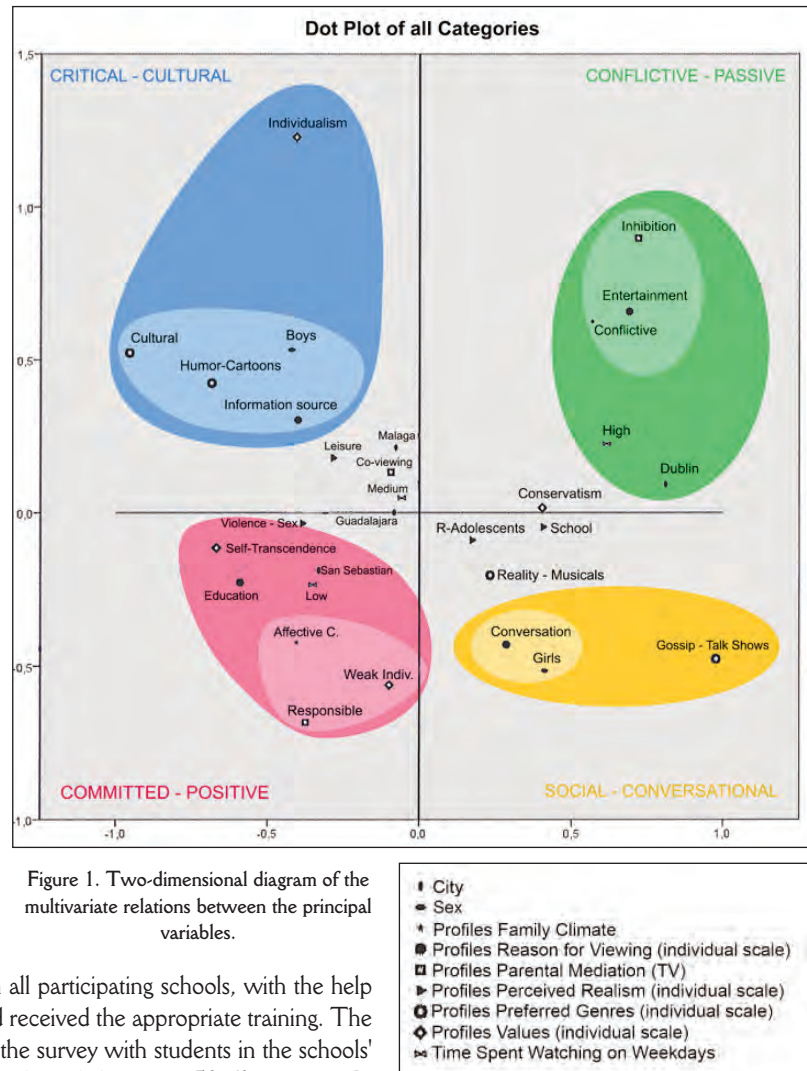 Dot Plot of all Categories
1,5
CRITICAL - CULTURAL
CONFLICTIVE - PASSIVE
Individualism
1,0
Inhibition
Entertainment
Conflictive
Cultural
Boys
0,5
Humor-Cartoons
Information source
High
Malaga
Leisure
Co-viewing
Dublin
Medium
Conservatism
0,0
Guadalajara
Violence - Sex
R-Adolescents
School
Self-Transcendence
San Sebastian
Reality - Musicals
Education
Low
Affective C.
Conversation
Gossip - Talk Shows
-0,5
Girls
Weak Indiv.
Responsible
COMMITTED - POSITIVE
SOCIAL - CONVERSATIONAL
-1,0
-1,0
-0,5
0,0
0,5
1,0
Figure 1. Two-dimensional diagram of the
multivariate relations between the principal
variables.
City
Sex
Profiles Family Climate
Profiles Reason for Viewing (individual scale)
Profiles Parental Mediation (TV)
Profiles Perceived Realism (individual scale)
Profiles Preferred Genres (individual scale)
Profiles Values (individual scale)
Time Spent Watching on Weekdays
all participating schools, with the help
received the appropriate training. The
the survey with students in the schools'